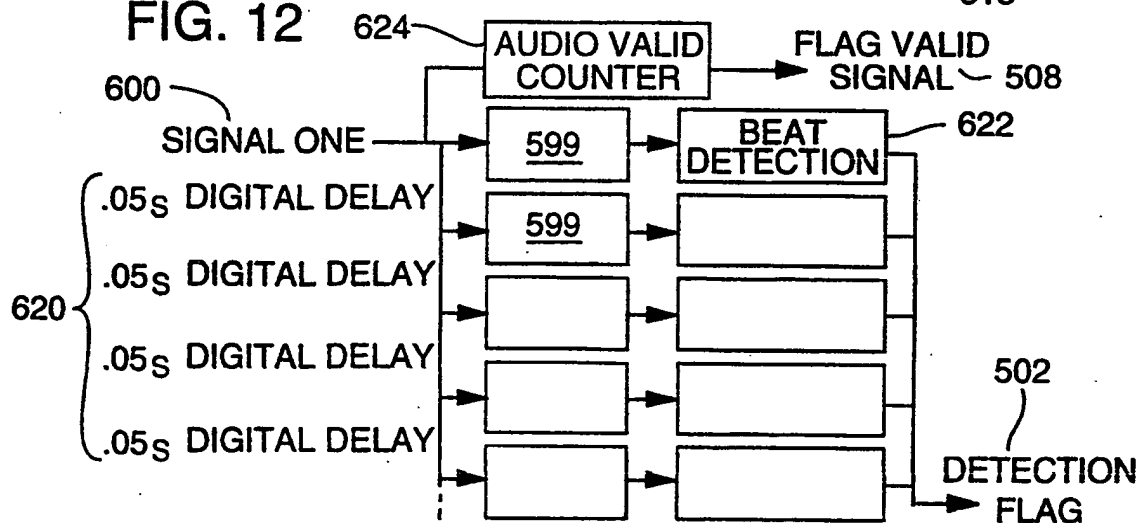 FIG. 12
624
AUDIO VALID
COUNTER
FLAG VALID
SIGNAL
508
600
SIGNAL ONE
599
BEAT
DETECTION
622
.05s DIGITAL DELAY
599
.05s DIGITAL DELAY
620
.05s DIGITAL DELAY
502
.05s DIGITAL DELAY
DETECTION
FLAG